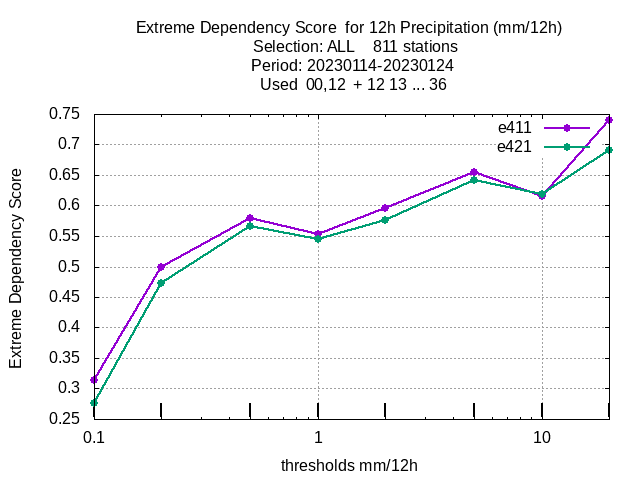 Extreme Dependency Score  for 12h Precipitation (mm/12h)
Selection: ALL    811 stations
Period: 20230114-20230124
Used  00,12  + 12 13 ... 36
e411
e421
0.75
0.7
0.65
0.6
0.55
0.5
0.45
0.4
0.35
0.3
0.25
Extreme Dependency Score
0.1 1 10
thresholds mm/12h